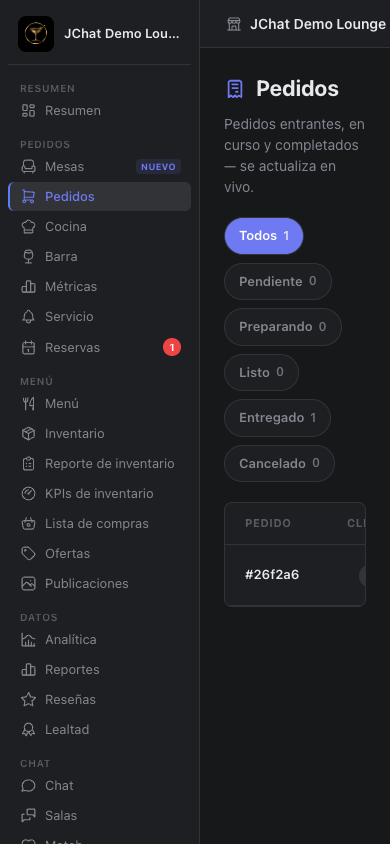 JChat Demo Lou...
RESUMEN
Resumen
PEDIDOS
Mesas NUEVO
Pedidos
Cocina
Barra
Métricas
Servicio
Reservas 1
MENÚ
Menú
Inventario
Reporte de inventario
KPIs de inventario
Lista de compras
Ofertas
Publicaciones
DATOS
Analítica
Reportes
Reseñas
Lealtad
CHAT
Chat
Salas
JChat Demo Lounge
Pedidos
Pedidos entrantes, en
curso y completados
— se actualiza en
vivo.
Todos 1
Pendiente 0
Preparando 0
Listo 0
Entregado 1
Cancelado 0
PEDIDO CLI
#26f2a6